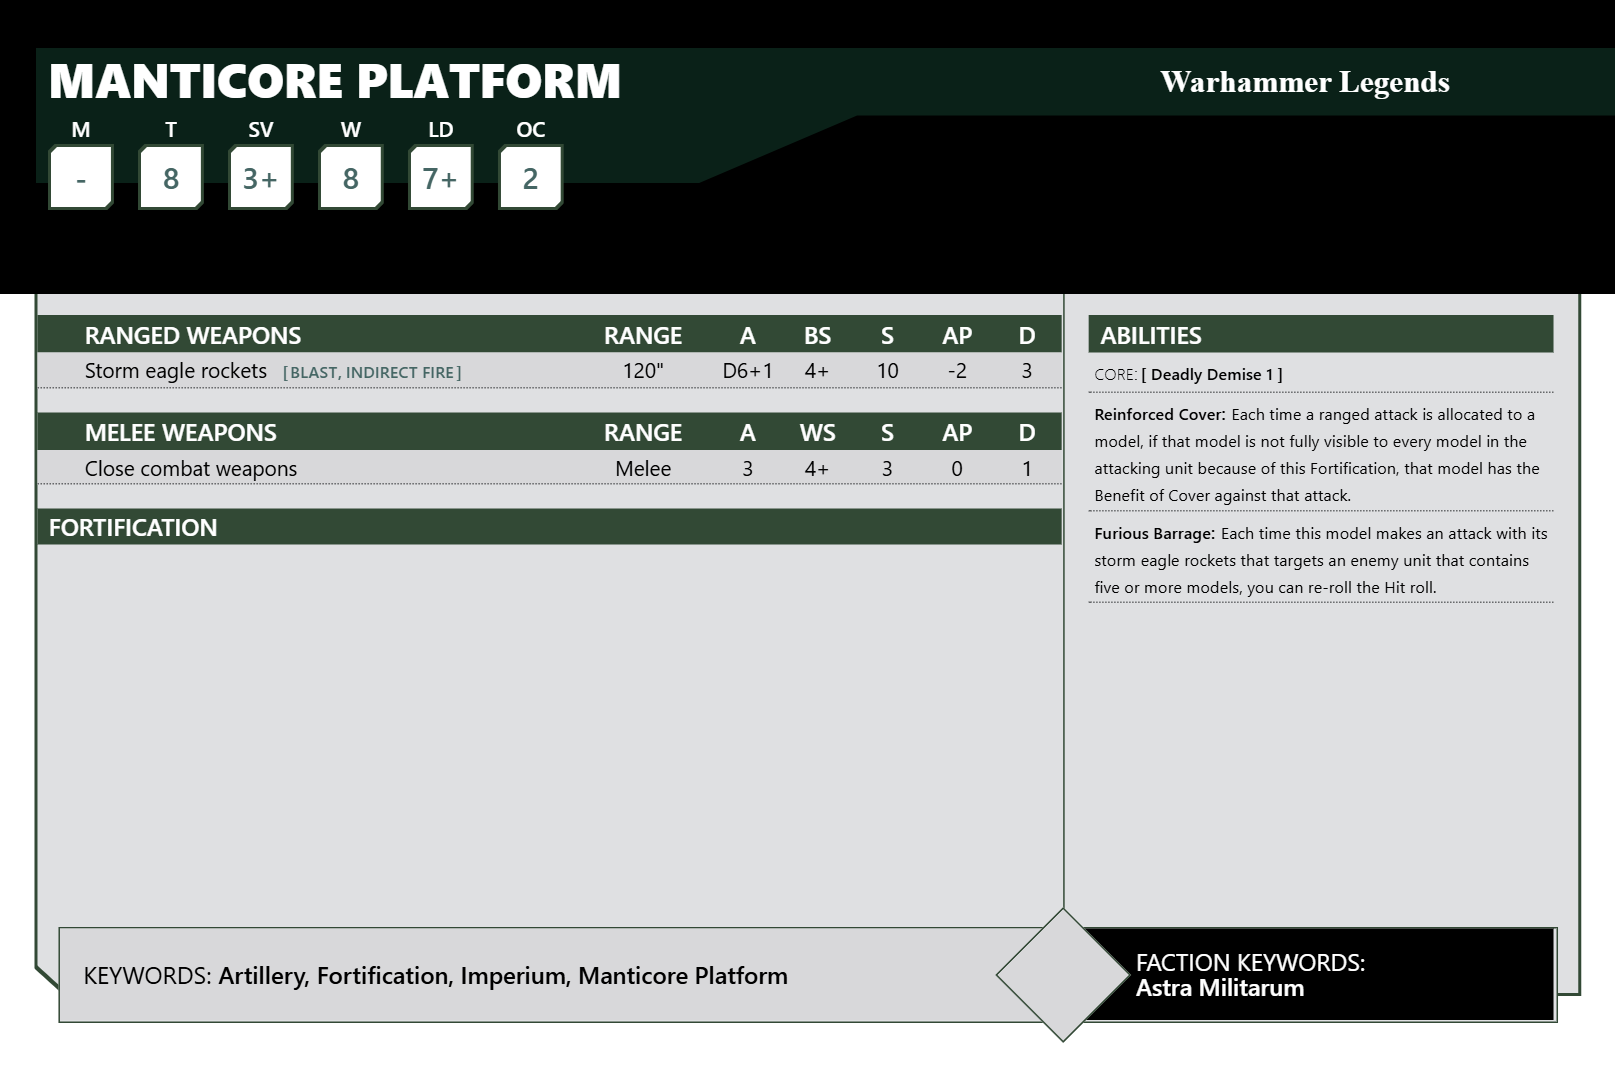 MANTICORE PLATFORM
Warhammer Legends
M T SV W LD OC
- 8 3+ 8 7+ 2
RANGED WEAPONS RANGE A BS S AP D
Storm eagle rockets [BLAST, INDIRECT FIRE] 120" D6+1 4+ 10 -2 3
MELEE WEAPONS RANGE A WS S AP D
Close combat weapons Melee 3 4+ 3 0 1
FORTIFICATION
ABILITIES
CORE: [ Deadly Demise 1 ]
Reinforced Cover: Each time a ranged attack is allocated to a
model, if that model is not fully visible to every model in the
attacking unit because of this Fortification, that model has the
Benefit of Cover against that attack.
Furious Barrage: Each time this model makes an attack with its
storm eagle rockets that targets an enemy unit that contains
five or more models, you can re-roll the Hit roll.
KEYWORDS: Artillery, Fortification, Imperium, Manticore Platform
FACTION KEYWORDS:
Astra Militarum